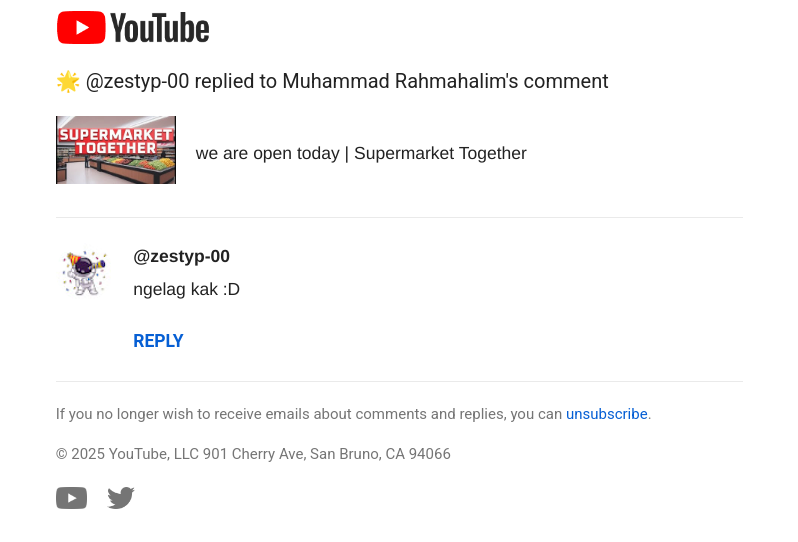 YouTube
🌟 @zestyp-00 replied to Muhammad Rahmahalim's comment
SUPERMARKET
TOGETHER
we are open today | Supermarket Together
@zestyp-00
ngelag kak :D
REPLY
If you no longer wish to receive emails about comments and replies, you can unsubscribe.
© 2025 YouTube, LLC 901 Cherry Ave, San Bruno, CA 94066